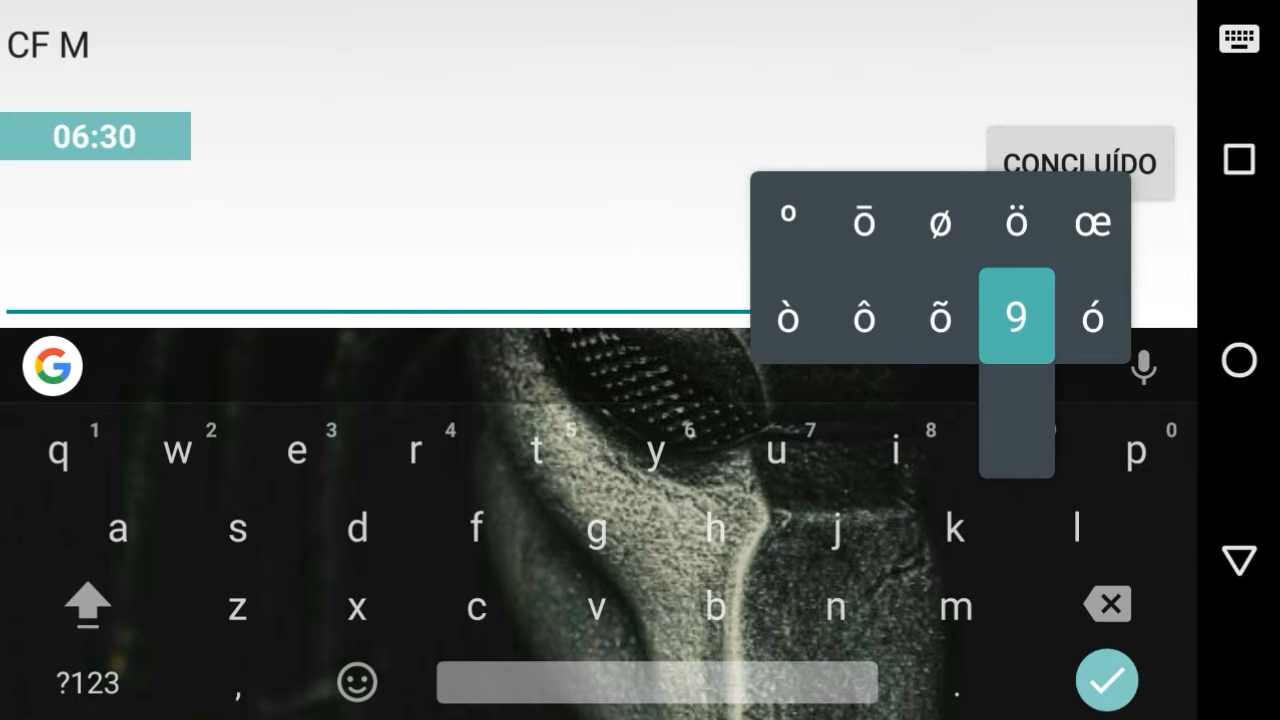 CF M
06:30
CONCLUÍDO
º ō ø ö œ
ò ô õ 9 ó
q 1 w 2 e 3 r 4 t 5 y 6 u 7 i 8 p 0
a s d f g h j k l
z x c v b n m
?123 , .